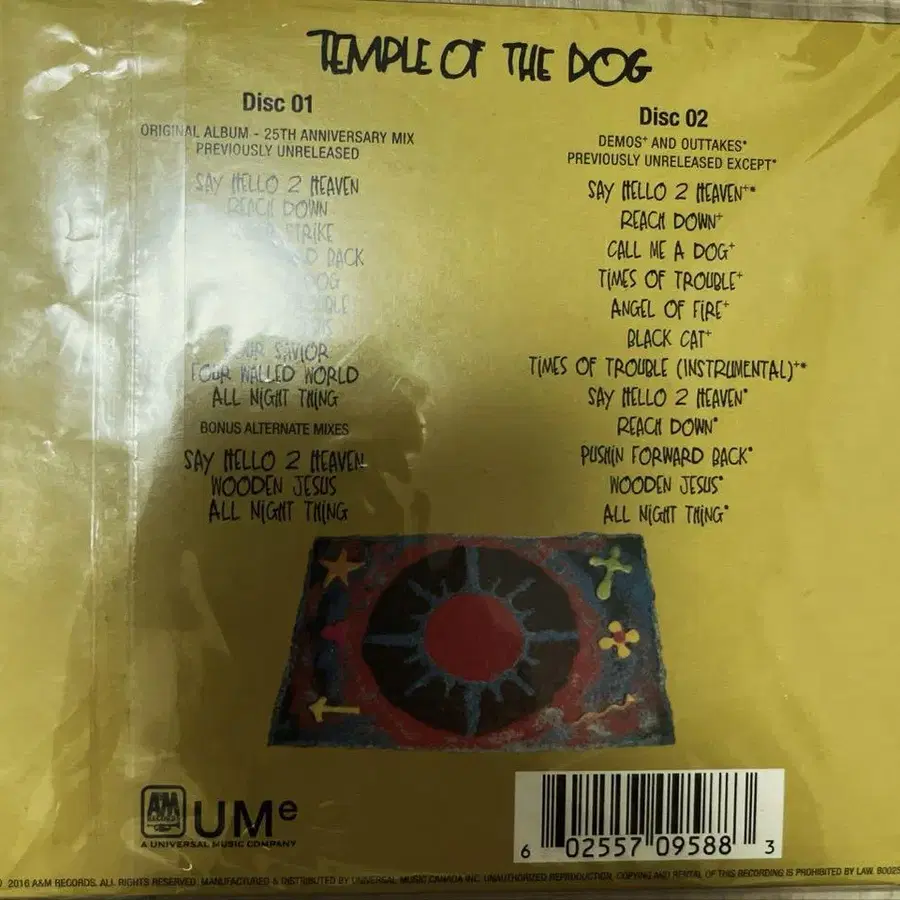 TEMPLE OF THE DOG
Disc 01
ORIGINAL ALBUM - 25TH ANNIVERSARY MIX
PREVIOUSLY UNRELEASED
SAY HELLO 2 HEAVEN
REACH DOWN
STRIKE
BACK
DOG
SAVIOR
FOUR WALLED WORLD
ALL NIGHT THING
BONUS ALTERNATE MIXES
SAY HELLO 2 HEAVEN
WOODEN JESUS
ALL NIGHT THING
Disc 02
DEMOS+ AND OUTTAKES*
PREVIOUSLY UNRELEASED EXCEPT*
SAY HELLO 2 HEAVEN+*
REACH DOWN+
CALL ME A DOG+
TIMES OF TROUBLE+
ANGEL OF FIRE+
BLACK CAT+
TIMES OF TROUBLE (INSTRUMENTAL)+*
SAY HELLO 2 HEAVEN*
REACH DOWN*
PUSHIN FORWARD BACK*
WOODEN JESUS*
ALL NIGHT THING*
A&M RECORDS
UMe
A UNIVERSAL MUSIC COMPANY
6 02557 09588 3
2016 A&M RECORDS. ALL RIGHTS RESERVED. MANUFACTURED & DISTRIBUTED BY UNIVERSAL MUSIC CANADA INC. UNAUTHORIZED REPRODUCTION, COPYING AND RENTAL OF THIS RECORDING IS PROHIBITED BY LAW.